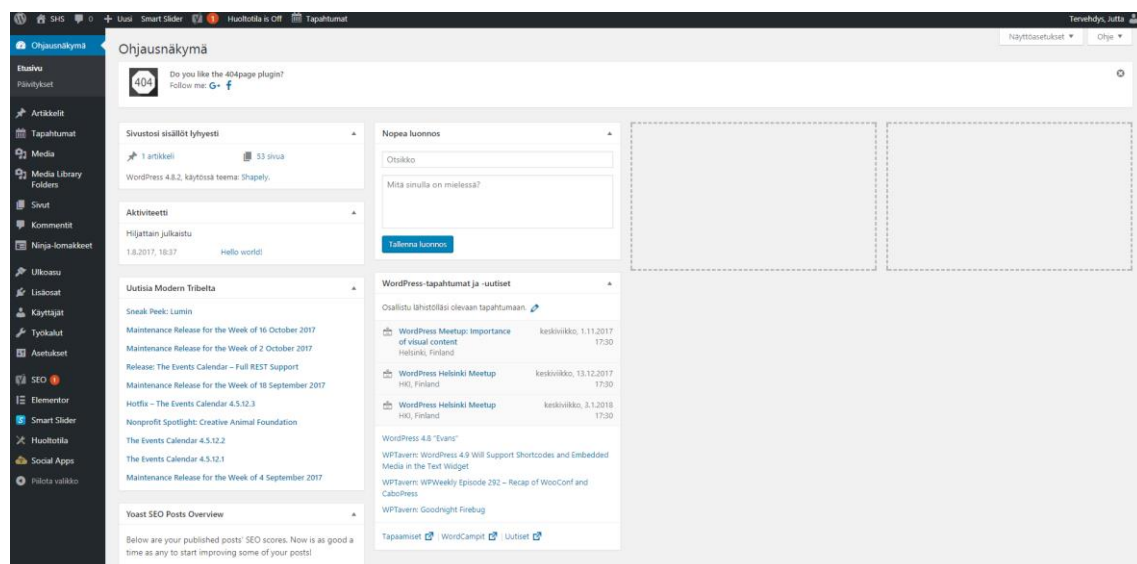 SHS 0 + Uusi Smart Slider 1 Huoltotila is Off Tapahtumat Tervehdys, Jutta
Näyttöasetukset Ohje
Ohjausnäkymä
Etusivu
Päivitykset
Artikkelit
Tapahtumat
Media
Media Library
Folders
Sivut
Kommentit
Ninja-lomakkeet
Ulkoasu
Lisäosat
Käyttäjät
Työkalut
Asetukset
SEO 1
Elementor
Smart Slider
Huoltotila
Social Apps
Piilota valikko
Ohjausnäkymä
404
Do you like the 404page plugin?
Follow me: G+ f
Sivustosi sisällöt lyhyesti
1 artikkeli 53 sivua
WordPress 4.8.2, käytössä teema: Shapely.
Aktiviteetti
Hiljattain julkaistu
1.8.2017, 18:37 Hello world!
Uutisia Modern Tribelta
Sneak Peek: Lumin
Maintenance Release for the Week of 16 October 2017
Maintenance Release for the Week of 2 October 2017
Release: The Events Calendar – Full REST Support
Maintenance Release for the Week of 18 September 2017
Hotfix – The Events Calendar 4.5.12.3
Nonprofit Spotlight: Creative Animal Foundation
The Events Calendar 4.5.12.2
The Events Calendar 4.5.12.1
Maintenance Release for the Week of 4 September 2017
Yoast SEO Posts Overview
Below are your published posts' SEO scores. Now is as good a
time as any to start improving some of your posts!
Nopea luonnos
Otsikko
Mitä sinulla on mielessä?
Tallenna luonnos
WordPress-tapahtumat ja -uutiset
Osallistu lähistölläsi olevaan tapahtumaan.
WordPress Meetup: Importance keskiviikko, 1.11.2017
of visual content 17:30
Helsinki, Finland
WordPress Helsinki Meetup keskiviikko, 13.12.2017
HKI, Finland 17:30
WordPress Helsinki Meetup keskiviikko, 3.1.2018
HKI, Finland 17:30
WordPress 4.8 "Evans"
WPTavern: WordPress 4.9 Will Support Shortcodes and Embedded
Media in the Text Widget
WPTavern: WPWeekly Episode 292 – Recap of WooConf and
CaboPress
WPTavern: Goodnight Firebug
Tapaamiset | WordCampit | Uutiset